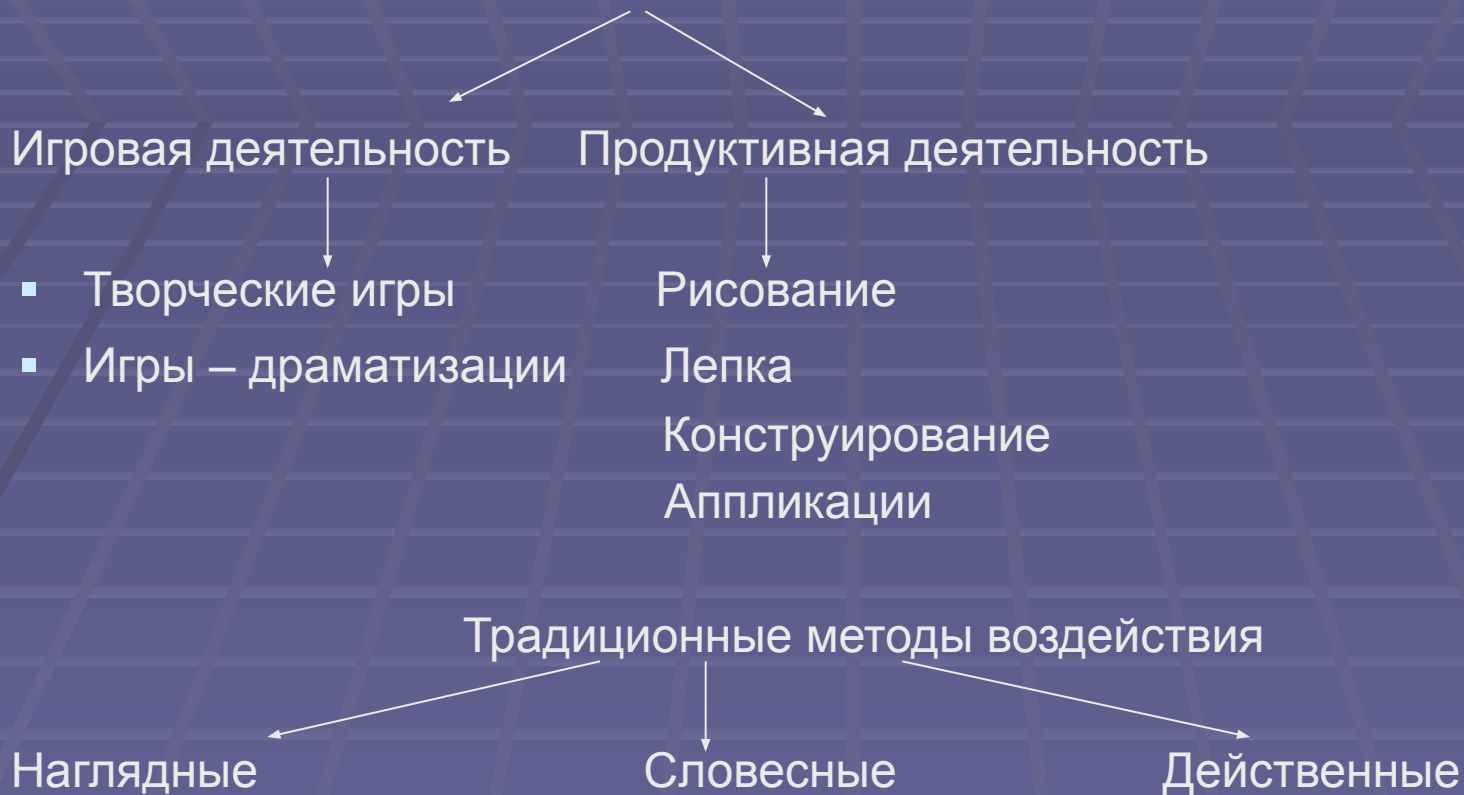 Игровая деятельность Продуктивная деятельность
Творческие игры Рисование
Игры – драматизации Лепка
Конструирование
Аппликации
Традиционные методы воздействия
Наглядные Словесные Действенные